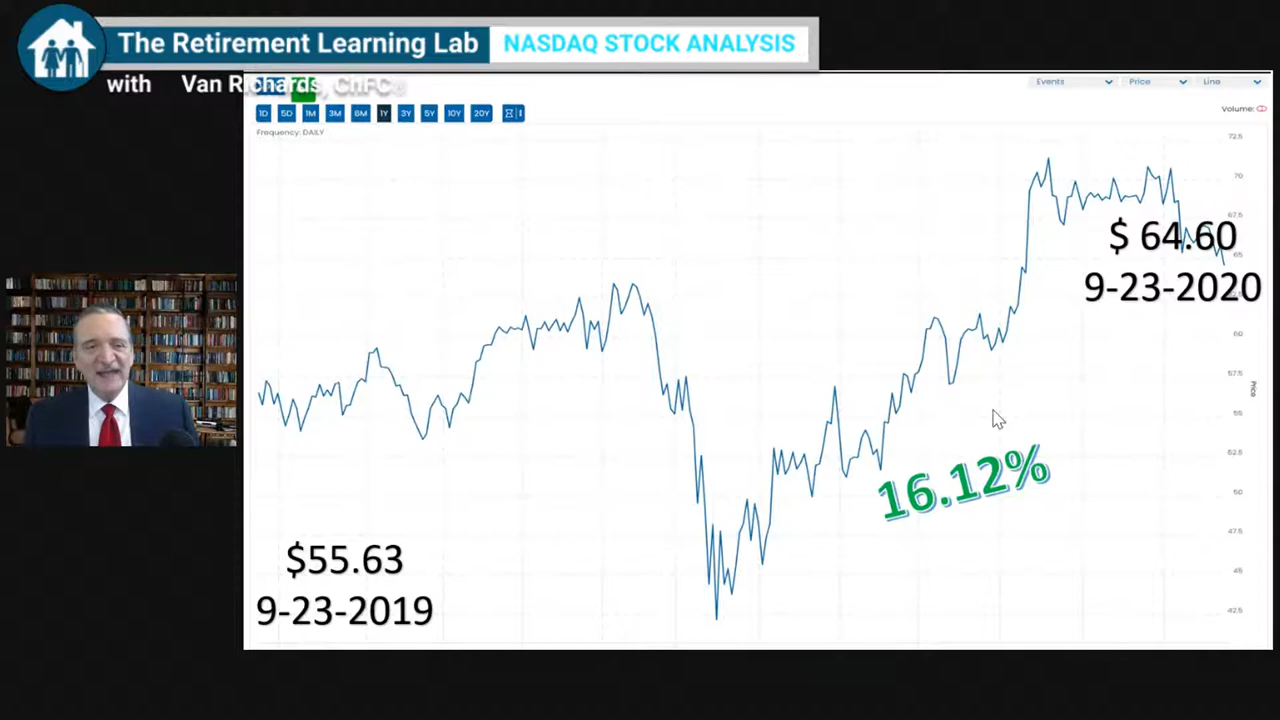 The Retirement Learning Lab NASDAQ STOCK ANALYSIS
with Van Richards, ChFC®
Events Price Line
1D 5D 1M 3M 6M 1Y 3Y 5Y 10Y 20Y
Volume:
Frequency: DAILY
72.5
70
67.5
$ 64.60
65
9-23-2020
60
57.5
Price
55
52.5
16.12%
50
47.5
$55.63
45
9-23-2019
42.5